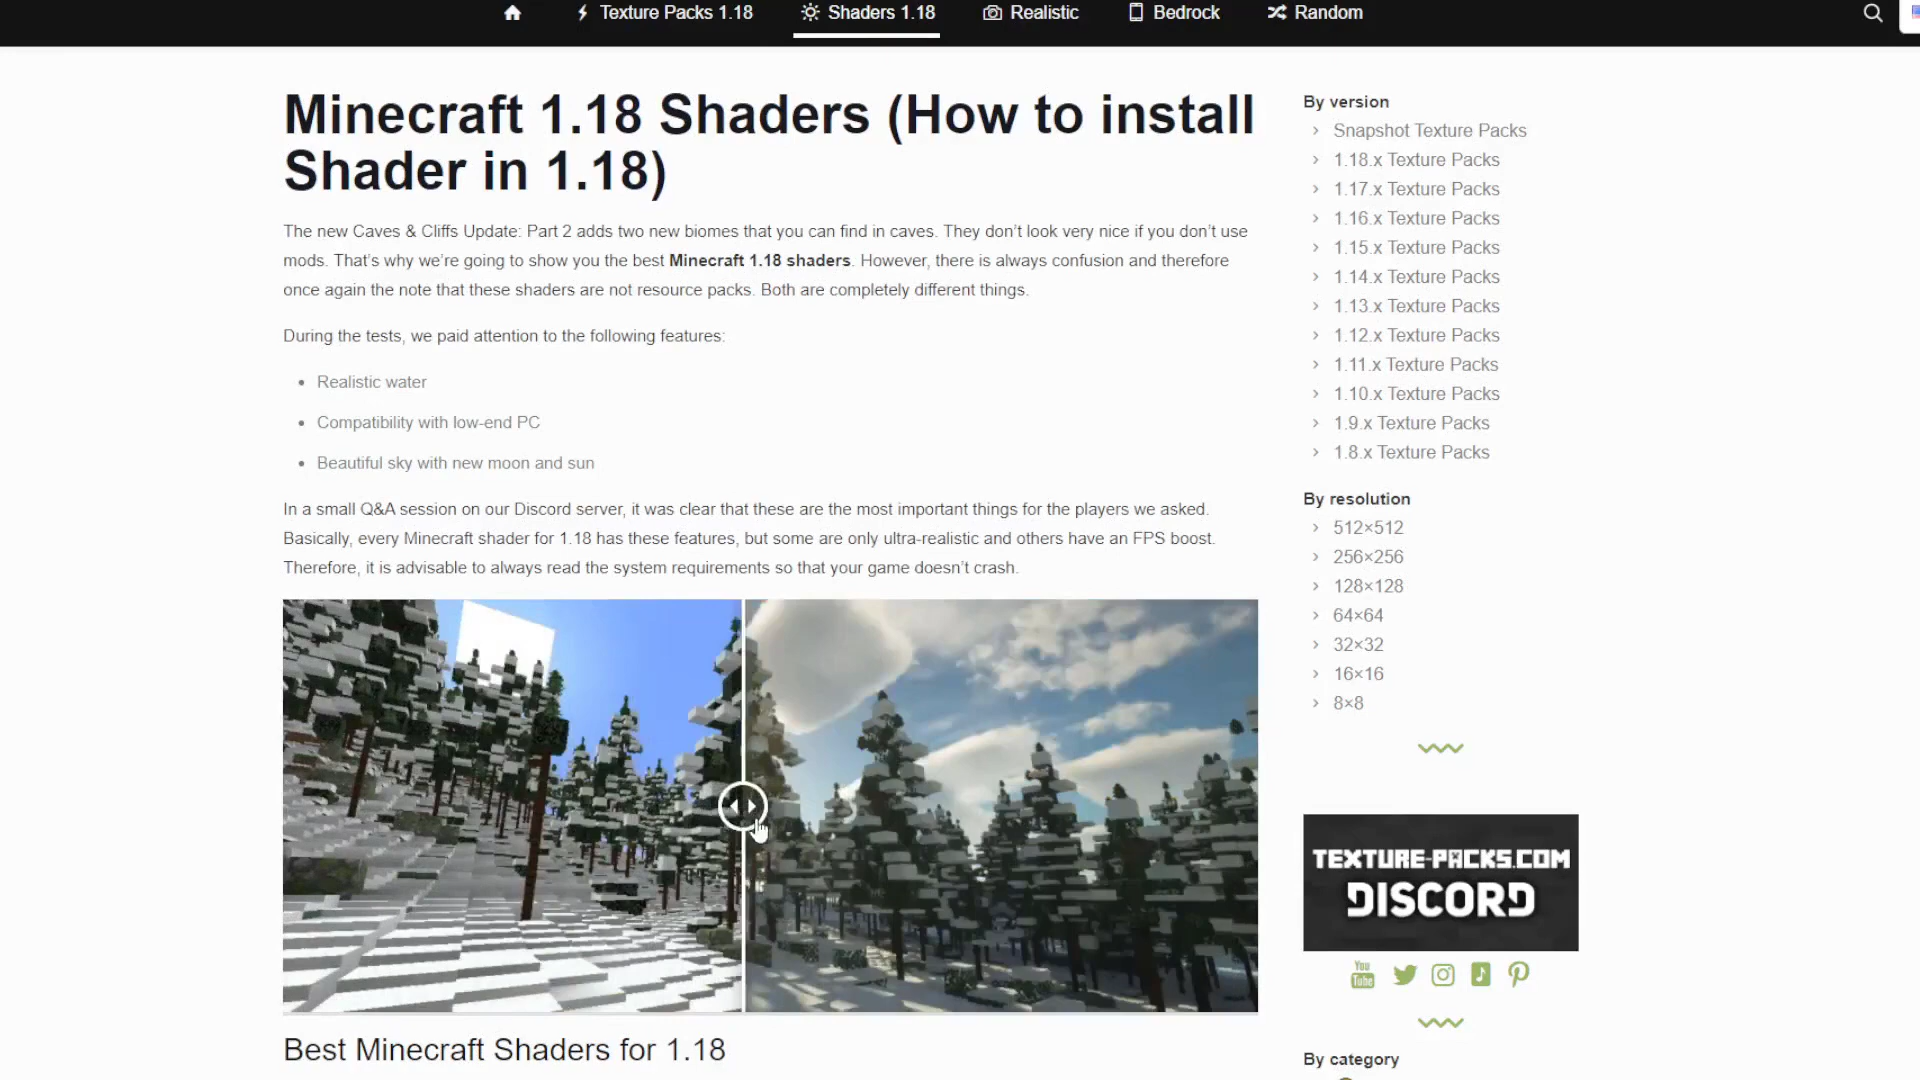 Texture Packs 1.18
Shaders 1.18
Realistic
Bedrock
Random
Minecraft 1.18 Shaders (How to install
Shader in 1.18)
The new Caves & Cliffs Update: Part 2 adds two new biomes that you can find in caves. They don’t look very nice if you don’t use
mods. That’s why we’re going to show you the best Minecraft 1.18 shaders. However, there is always confusion and therefore
once again the note that these shaders are not resource packs. Both are completely different things.
During the tests, we paid attention to the following features:
Realistic water
Compatibility with low-end PC
Beautiful sky with new moon and sun
In a small Q&A session on our Discord server, it was clear that these are the most important things for the players we asked.
Basically, every Minecraft shader for 1.18 has these features, but some are only ultra-realistic and others have an FPS boost.
Therefore, it is advisable to always read the system requirements so that your game doesn’t crash.
Best Minecraft Shaders for 1.18
By version
Snapshot Texture Packs
1.18.x Texture Packs
1.17.x Texture Packs
1.16.x Texture Packs
1.15.x Texture Packs
1.14.x Texture Packs
1.13.x Texture Packs
1.12.x Texture Packs
1.11.x Texture Packs
1.10.x Texture Packs
1.9.x Texture Packs
1.8.x Texture Packs
By resolution
512×512
256×256
128×128
64×64
32×32
16×16
8×8
TEXTURE-PACKS.COM
DISCORD
You
Tube
By category